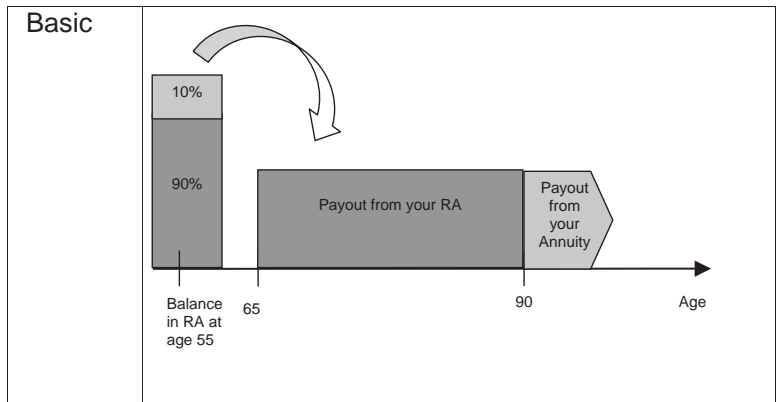 Basic
10%
90%
Payout from your RA
Payout
from
your
Annuity
Balance
in RA at
age 55
65
90
Age